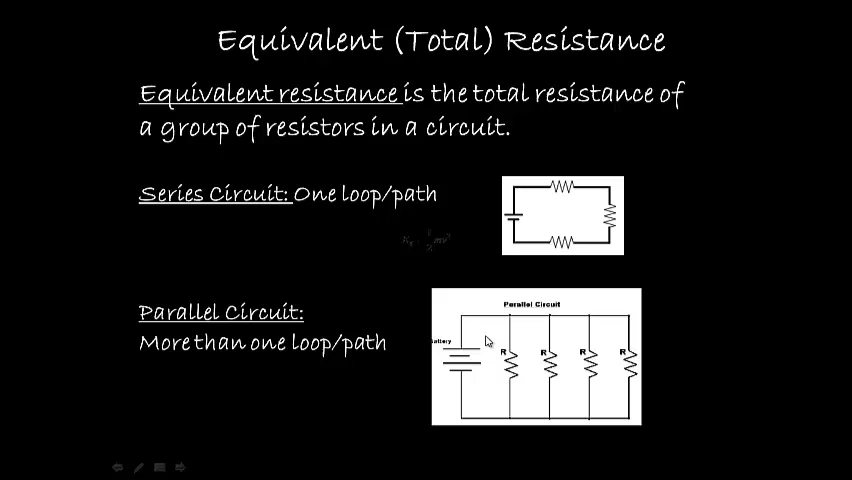 Equivalent (Total) Resistance
Equivalent resistance is the total resistance of
a group of resistors in a circuit.
Series Circuit: One loop/path
Parallel Circuit:
More than one loop/path
Parallel Circuit
R R R R